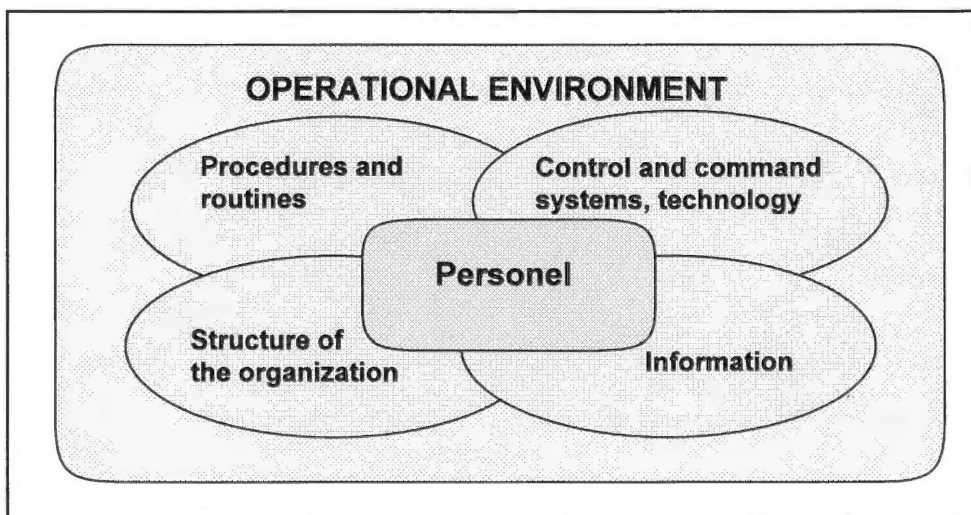 OPERATIONAL ENVIRONMENT
Procedures and
routines
Control and command
systems, technology
Personel
Structure of
the organization
Information